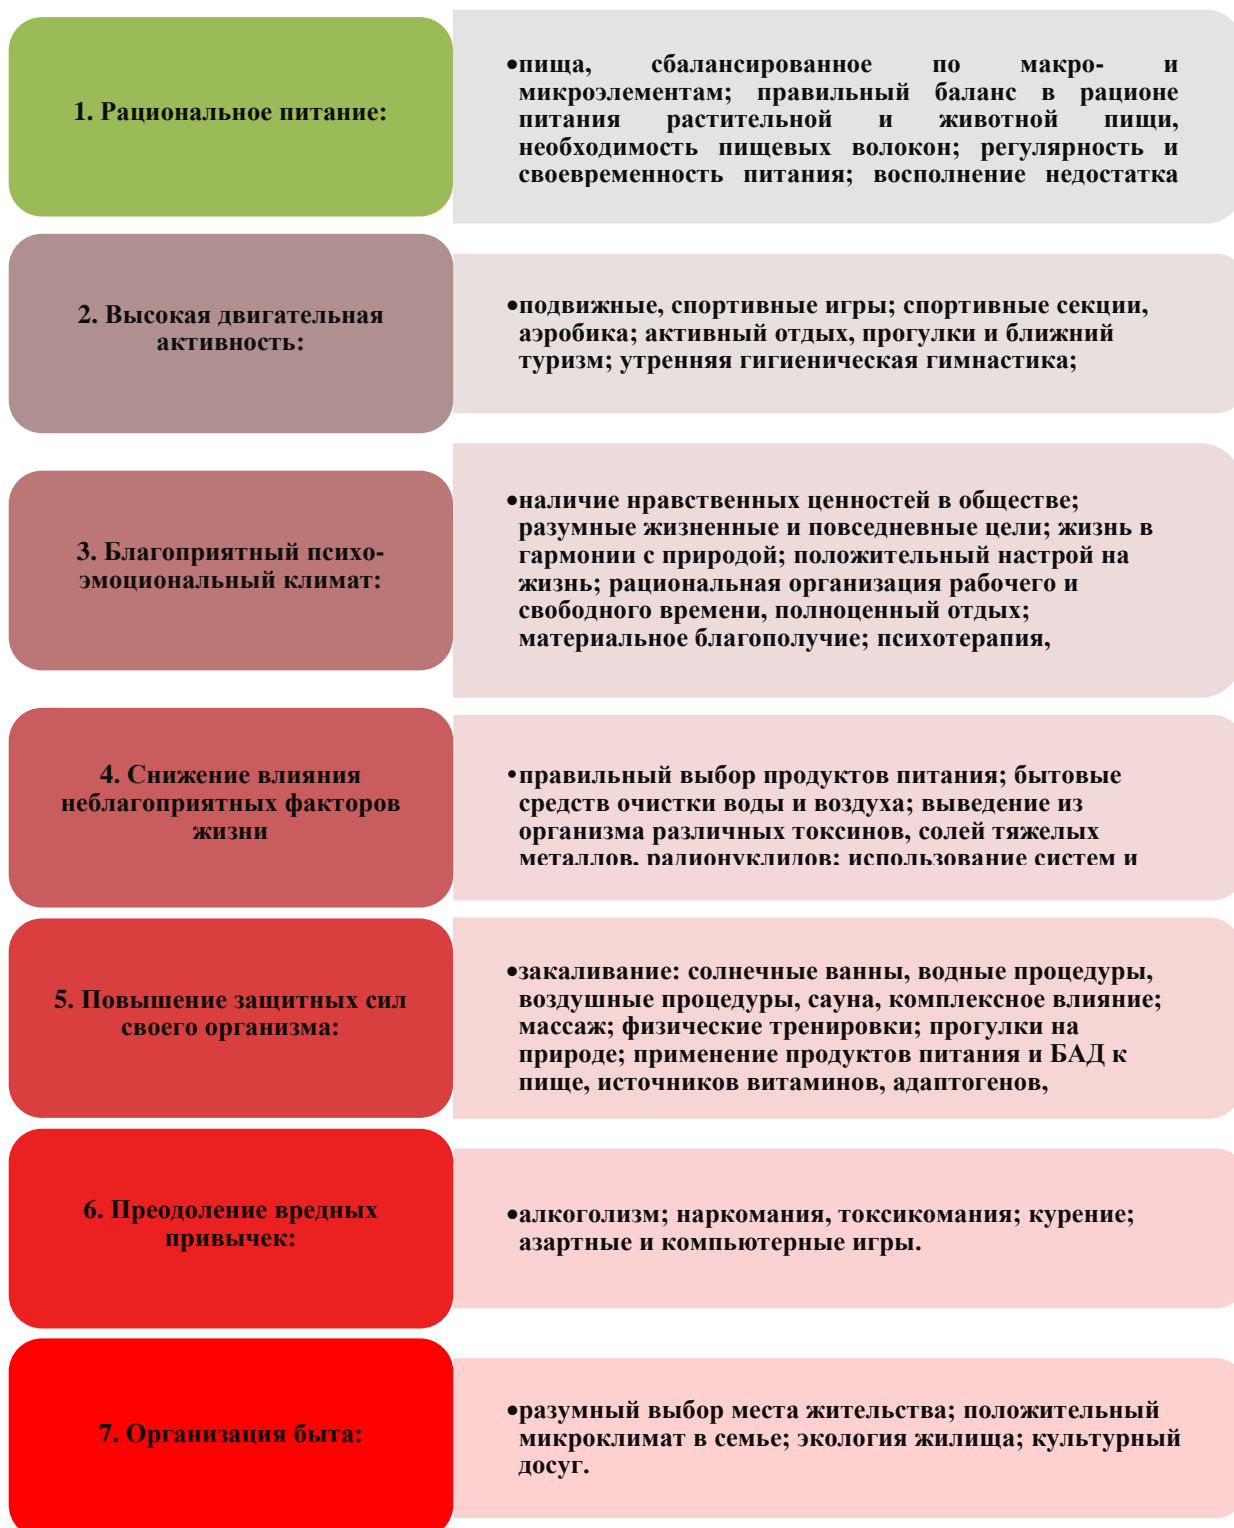 1. Рациональное питание:
•пища, сбалансированное по макро- и
микроэлементам; правильный баланс в рационе
питания растительной и животной пищи,
необходимость пищевых волокон; регулярность и
своевременность питания; восполнение недостатка
2. Высокая двигательная
активность:
•подвижные, спортивные игры; спортивные секции,
аэробика; активный отдых, прогулки и ближний
туризм; утренняя гигиеническая гимнастика;
3. Благоприятный психо-
эмоциональный климат:
•наличие нравственных ценностей в обществе;
разумные жизненные и повседневные цели; жизнь в
гармонии с природой; положительный настрой на
жизнь; рациональная организация рабочего и
свободного времени, полноценный отдых;
материальное благополучие; психотерапия,
4. Снижение влияния
неблагоприятных факторов
жизни
•правильный выбор продуктов питания; бытовые
средств очистки воды и воздуха; выведение из
организма различных токсинов, солей тяжелых
металлов, радионуклидов; использование систем и
5. Повышение защитных сил
своего организма:
•закаливание: солнечные ванны, водные процедуры,
воздушные процедуры, сауна, комплексное влияние;
массаж; физические тренировки; прогулки на
природе; применение продуктов питания и БАД к
пище, источников витаминов, адаптогенов,
6. Преодоление вредных
привычек:
•алкоголизм; наркомания, токсикомания; курение;
азартные и компьютерные игры.
7. Организация быта:
•разумный выбор места жительства; положительный
микроклимат в семье; экология жилища; культурный
досуг.